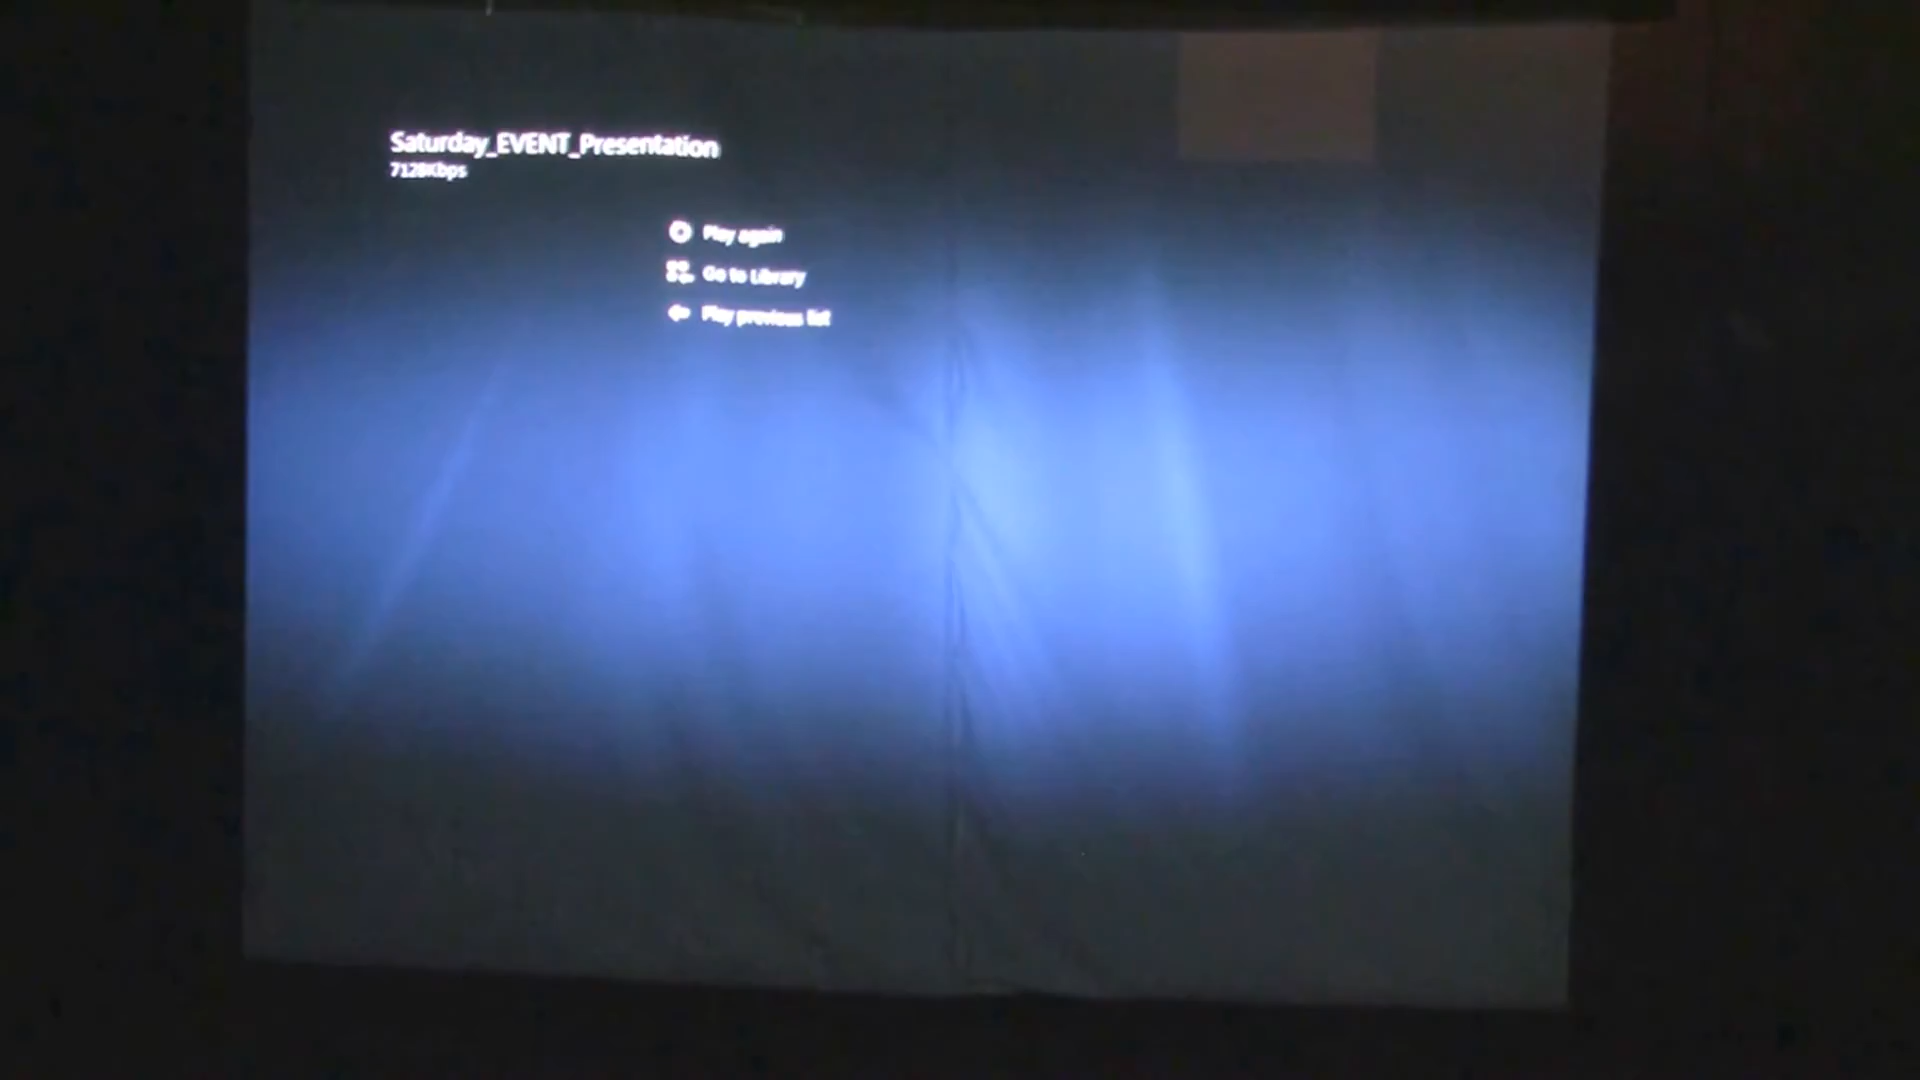 Saturday_EVENT_Presentation
7128Kbps
Play again
Go to Library
Play previous list